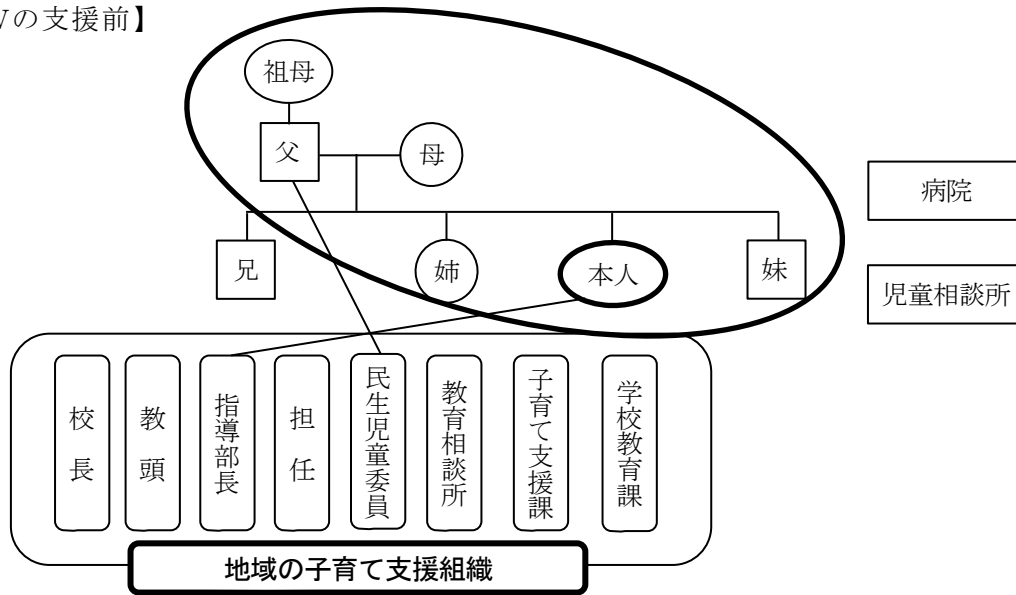 Wの支援前】
祖母
父
母
病院
兄
姉
本人
妹
児童相談所
校長
教頭
指導部長
担任
民生児童委員
教育相談所
子育て支援課
学校教育課
地域の子育て支援組織